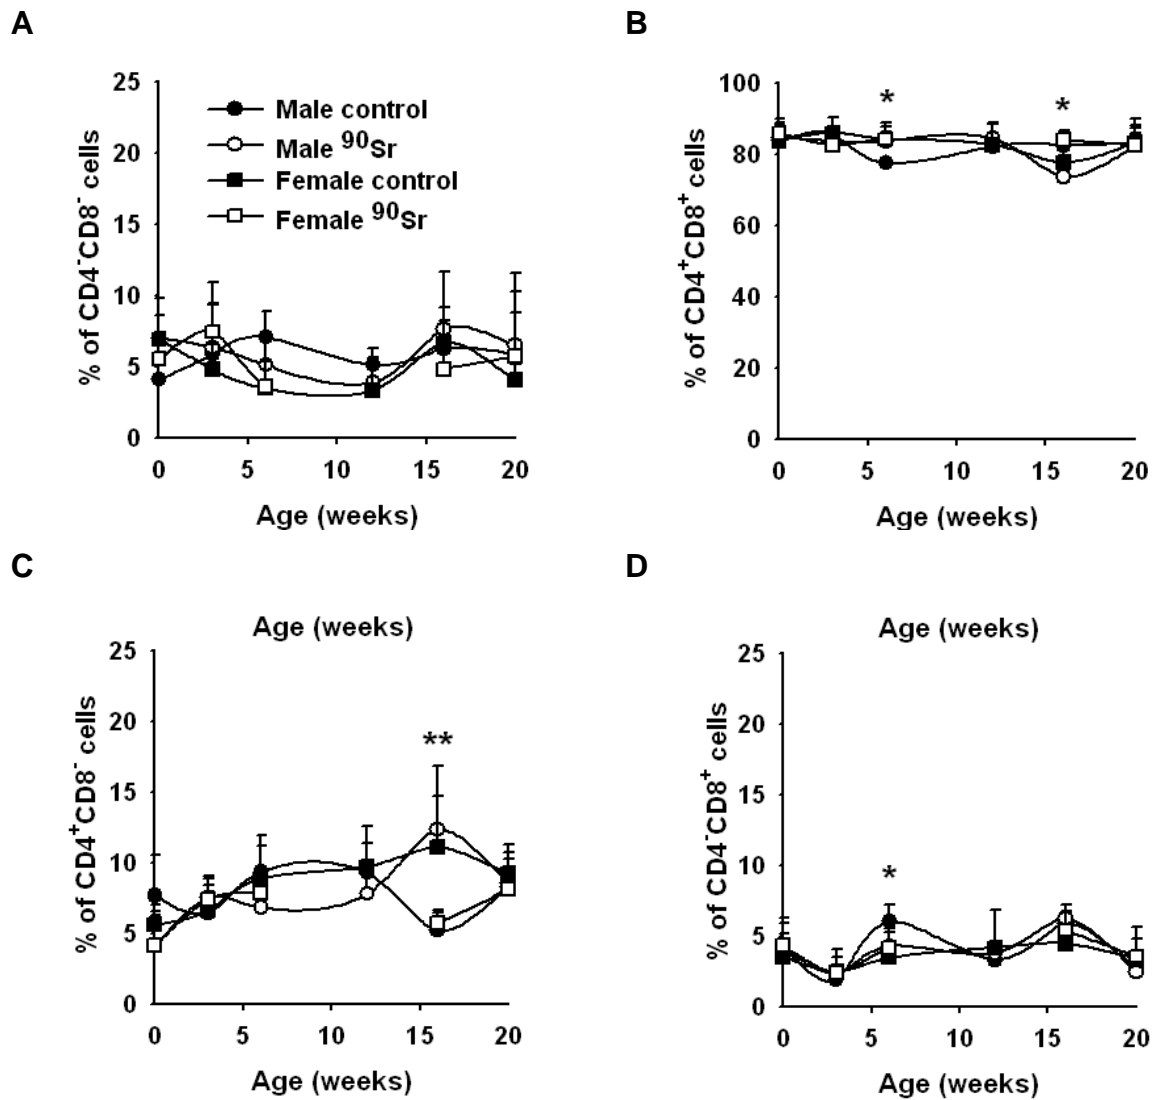 A
B
25
20
15
10
5
0
% of CD4⁻CD8⁻ cells
Male control
Male ⁹⁰Sr
Female control
Female ⁹⁰Sr
0 5 10 15 20
Age (weeks)
100
80
60
40
20
0
% of CD4⁺CD8⁺ cells
* *
0 5 10 15 20
Age (weeks)
C
D
Age (weeks)
25
20
15
10
5
0
% of CD4⁺CD8⁻ cells
**
0 5 10 15 20
Age (weeks)
Age (weeks)
25
20
15
10
5
0
% of CD4⁻CD8⁺ cells
*
0 5 10 15 20
Age (weeks)